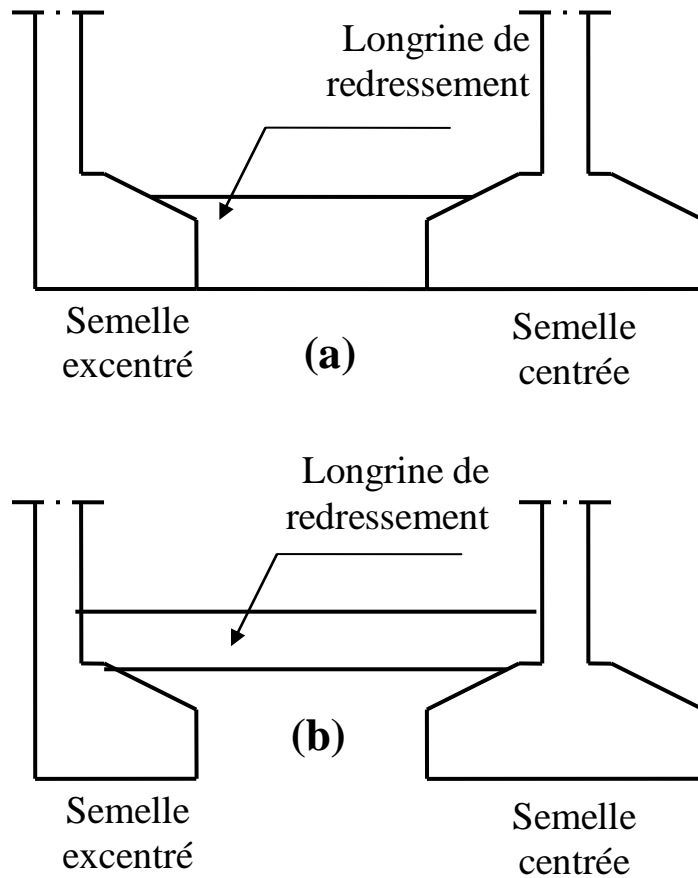 Longrine de
redressement
Semelle
excentré
(a)
Semelle
centrée
Longrine de
redressement
(b)
Semelle
excentré
Semelle
centrée